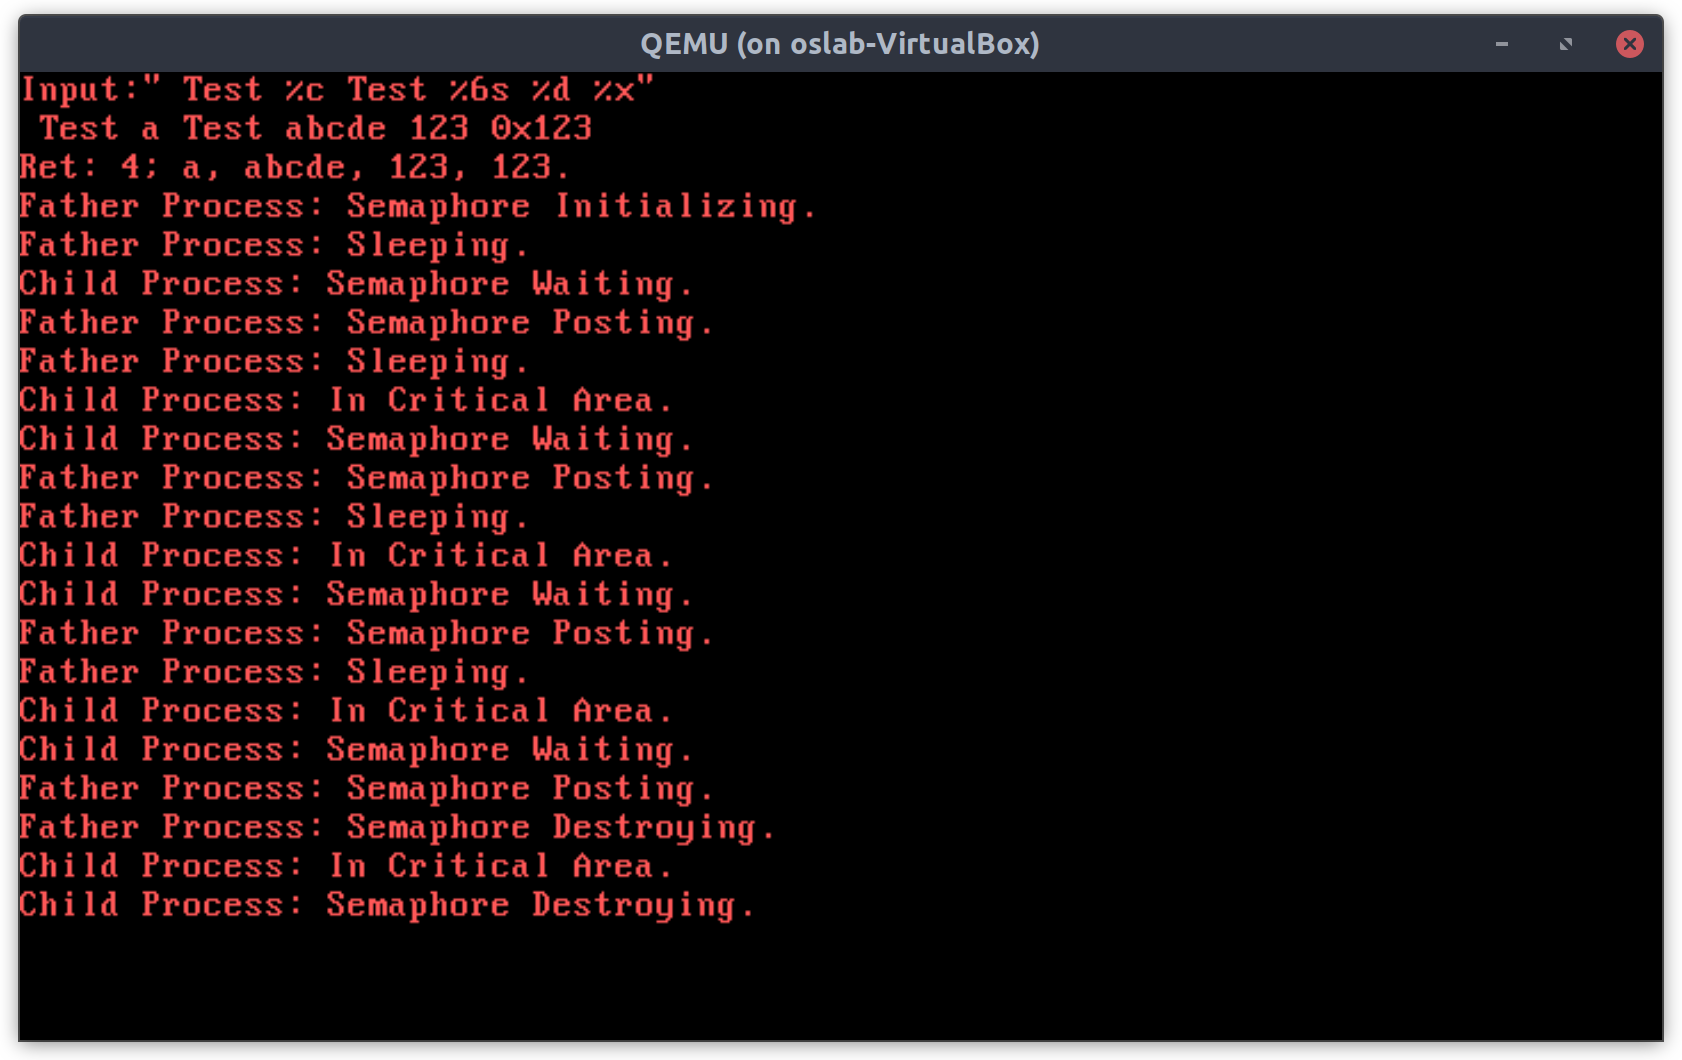 QEMU (on oslab-VirtualBox)
Input:" Test %c Test %6s %d %x"
 Test a Test abcde 123 0x123
Ret: 4; a, abcde, 123, 123.
Father Process: Semaphore Initializing.
Father Process: Sleeping.
Child Process: Semaphore Waiting.
Father Process: Semaphore Posting.
Father Process: Sleeping.
Child Process: In Critical Area.
Child Process: Semaphore Waiting.
Father Process: Semaphore Posting.
Father Process: Sleeping.
Child Process: In Critical Area.
Child Process: Semaphore Waiting.
Father Process: Semaphore Posting.
Father Process: Sleeping.
Child Process: In Critical Area.
Child Process: Semaphore Waiting.
Father Process: Semaphore Posting.
Father Process: Semaphore Destroying.
Child Process: In Critical Area.
Child Process: Semaphore Destroying.